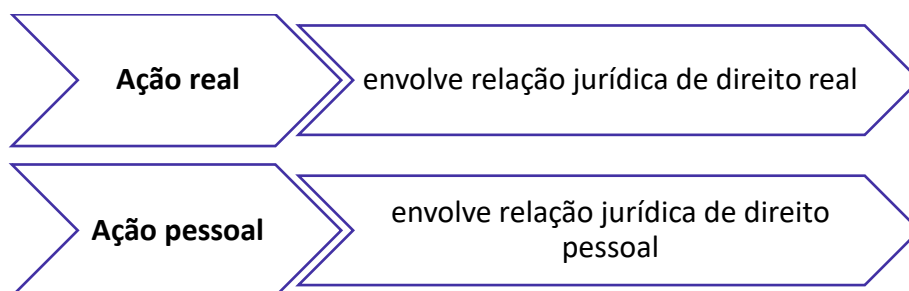 Ação real
envolve relação jurídica de direito real
Ação pessoal
envolve relação jurídica de direito
pessoal